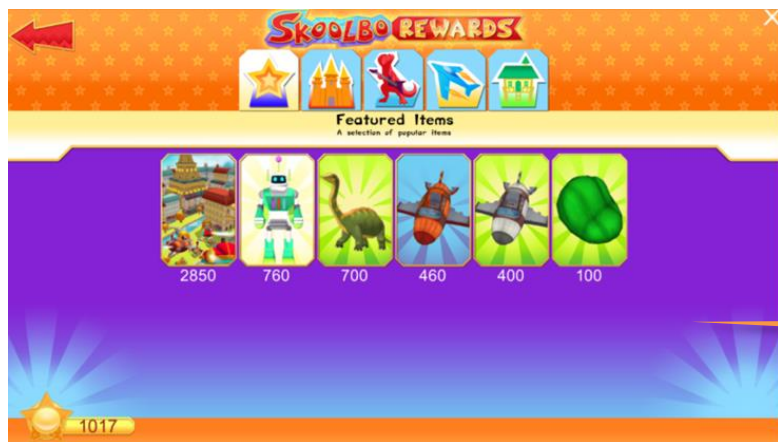 SKOOLBO REWARDS
Featured Items
A selection of popular items
2850 760 700 460 400 100
1017